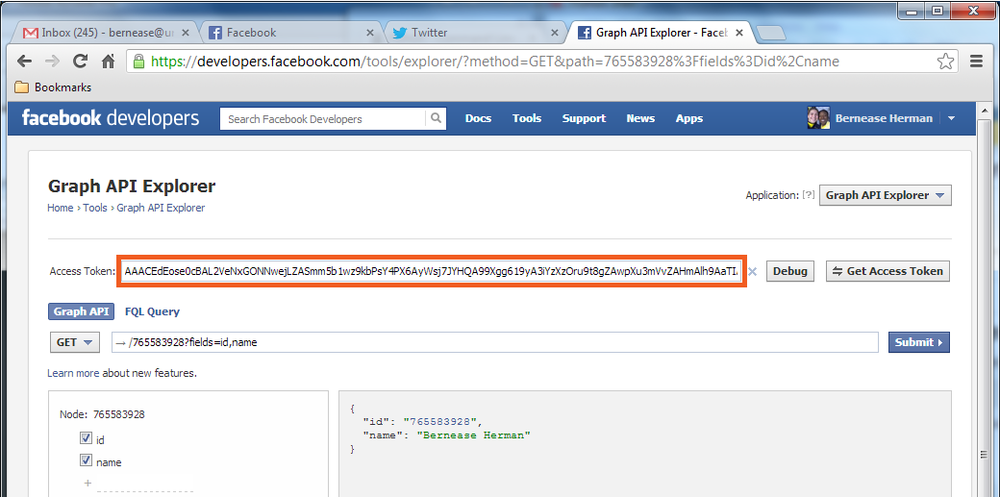 Inbox (245) - bernease@u
Facebook
Twitter
Graph API Explorer - Faceb
https://developers.facebook.com/tools/explorer/?method=GET&path=765583928%3Ffields%3Did%2Cname
Bookmarks
facebook developers
Search Facebook Developers
Docs Tools Support News Apps
Bernease Herman
Graph API Explorer
Home › Tools › Graph API Explorer
Application: [?] Graph API Explorer
Access Token: AAACEdEose0cBAL2VeNxGONNwejLZASmm5b1wz9kbPsY4PX6AyWsj7JYHQA99Xgg619yA3iYzXzOru9t8gZAwpXu3mVvZAHmAlh9AaTI
Debug
Get Access Token
Graph API FQL Query
GET → /765583928?fields=id,name Submit
Learn more about new features.
Node: 765583928
id
name
{
"id": "765583928",
"name": "Bernease Herman"
}